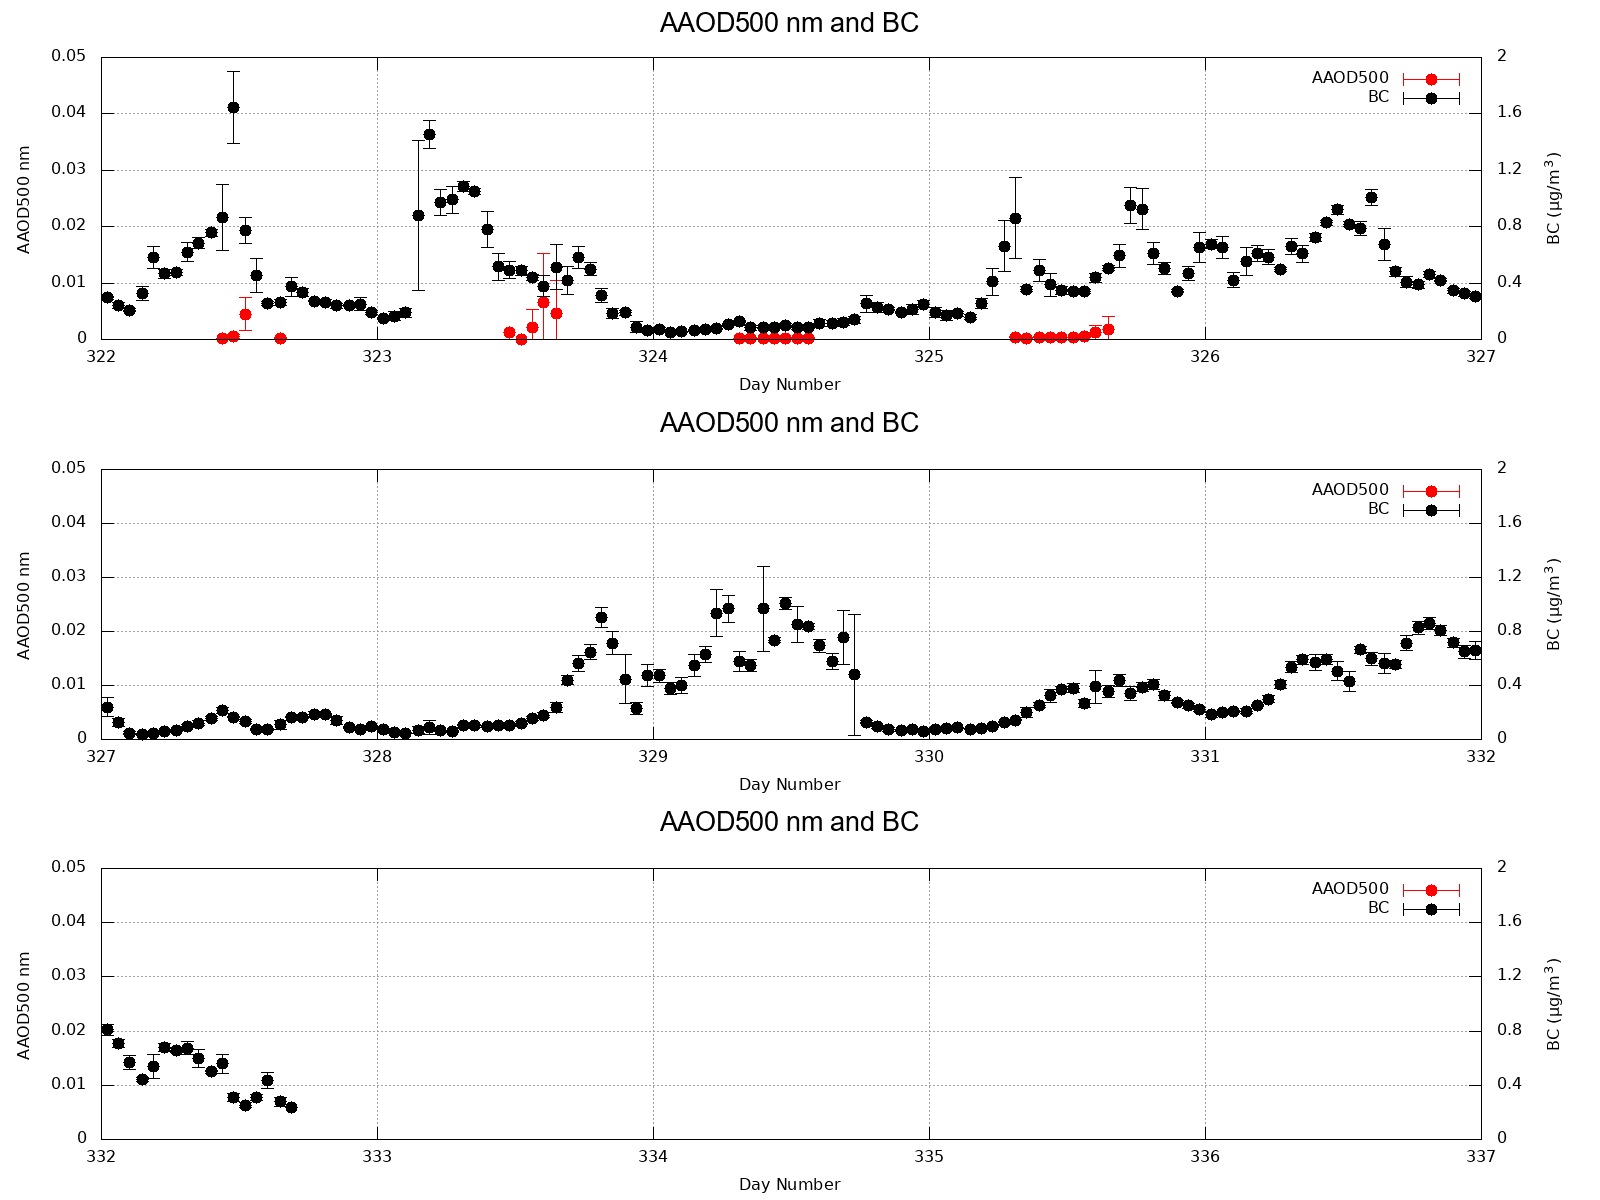 AAOD500 nm and BC
0.05
0.04
0.03
0.02
0.01
0
AAOD500 nm
2
1.6
1.2
0.8
0.4
0
BC (µg/m³)
AAOD500
BC
322 323 324 325 326 327
Day Number
AAOD500 nm and BC
0.05
0.04
0.03
0.02
0.01
0
AAOD500 nm
2
1.6
1.2
0.8
0.4
0
BC (µg/m³)
AAOD500
BC
327 328 329 330 331 332
Day Number
AAOD500 nm and BC
0.05
0.04
0.03
0.02
0.01
0
AAOD500 nm
2
1.6
1.2
0.8
0.4
0
BC (µg/m³)
AAOD500
BC
332 333 334 335 336 337
Day Number